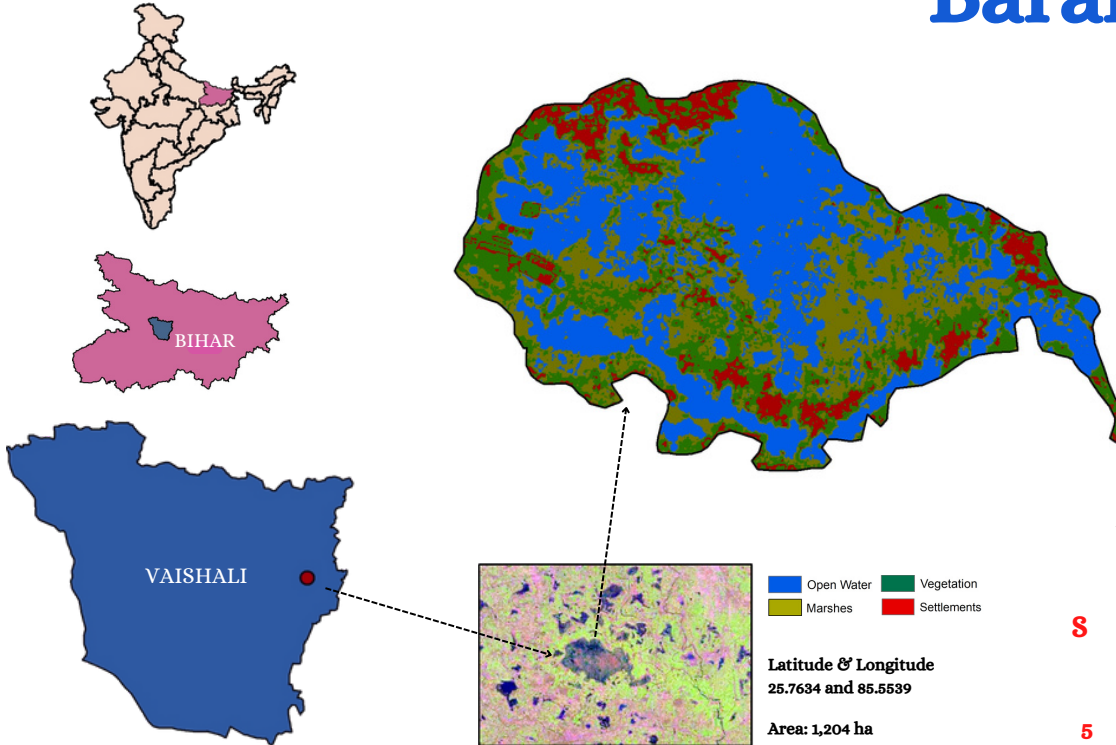 BIHAR
VAISHALI
Open Water
Vegetation
Marshes
Settlements
S
Latitude & Longitude
25.7634 and 85.5539
Area: 1,204 ha
5